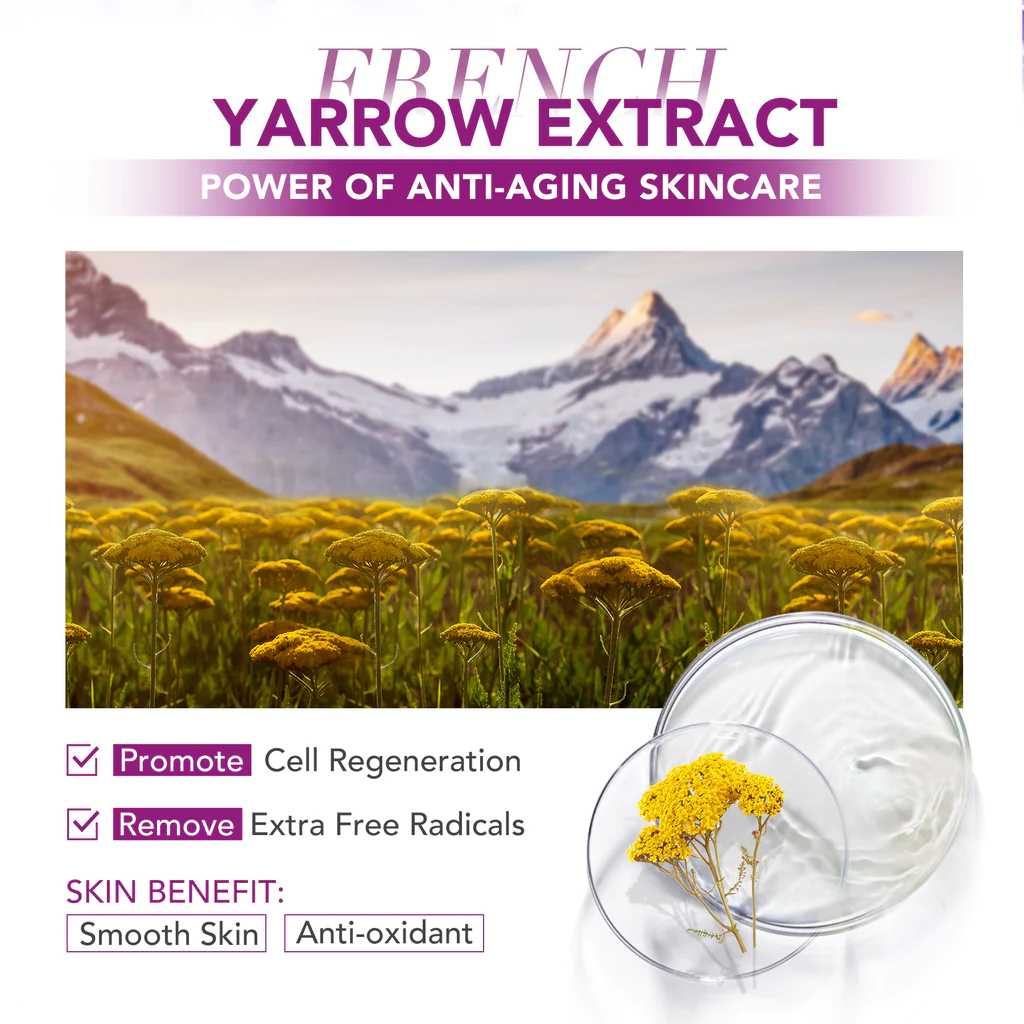 FRENCH
YARROW EXTRACT
POWER OF ANTI-AGING SKINCARE
Promote Cell Regeneration
Remove Extra Free Radicals
SKIN BENEFIT:
Smooth Skin Anti-oxidant